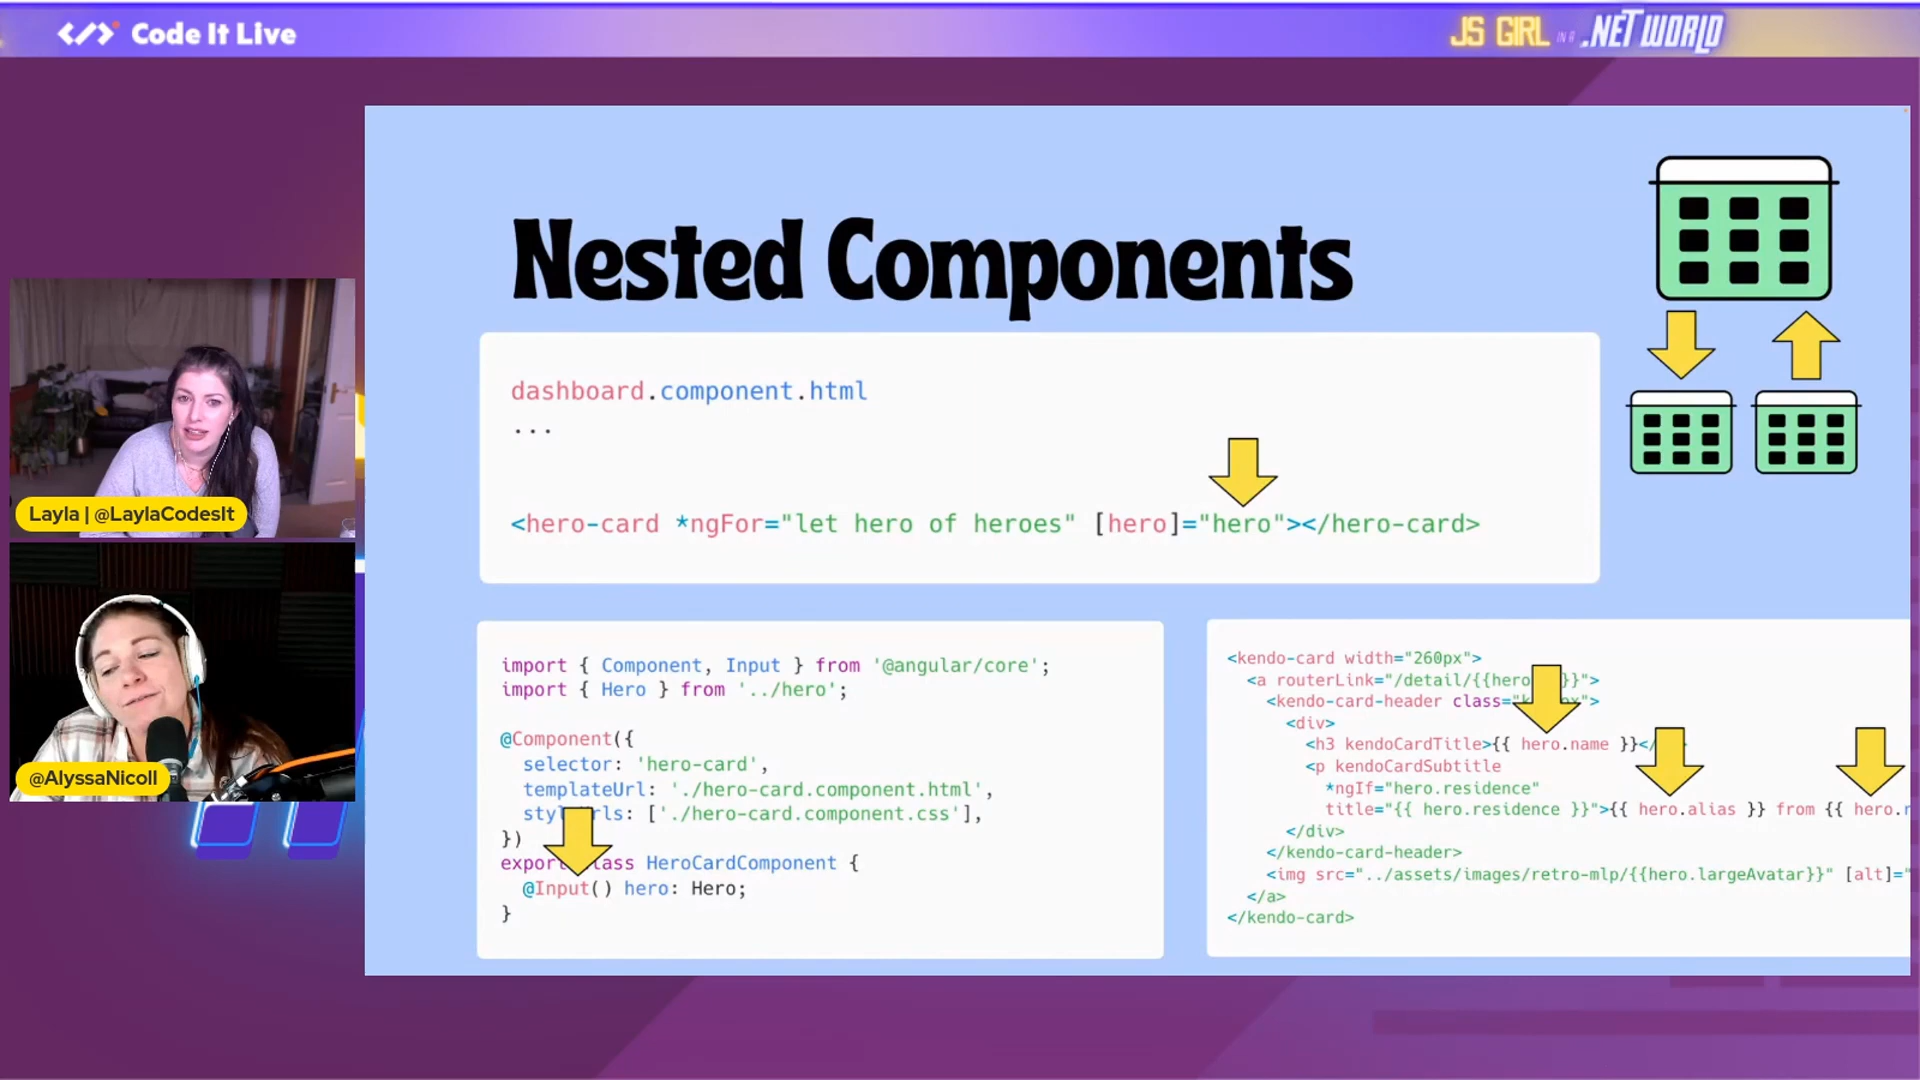 Code It Live
JS GIRL IN A .NET WORLD
Nested Components
dashboard.component.html
...
<hero-card *ngFor="let hero of heroes" [hero]="hero"></hero-card>
import { Component, Input } from '@angular/core';
import { Hero } from '../hero';
@Component({
selector: 'hero-card',
templateUrl: './hero-card.component.html',
styl rls: ['./hero-card.component.css'],
})
export lass HeroCardComponent {
@Input() hero: Hero;
}
<kendo-card width="260px">
<a routerLink="/detail/{{hero }}">
<kendo-card-header class=" ">
<div>
<h3 kendoCardTitle>{{ hero.name }}</
<p kendoCardSubtitle
*ngIf="hero.residence"
title="{{ hero.residence }}">{{ hero.alias }} from {{ hero.r
</div>
</kendo-card-header>
<img src="../assets/images/retro-mlp/{{hero.largeAvatar}}" [alt]="
</a>
</kendo-card>
Layla | @LaylaCodesIt
@AlyssaNicoll